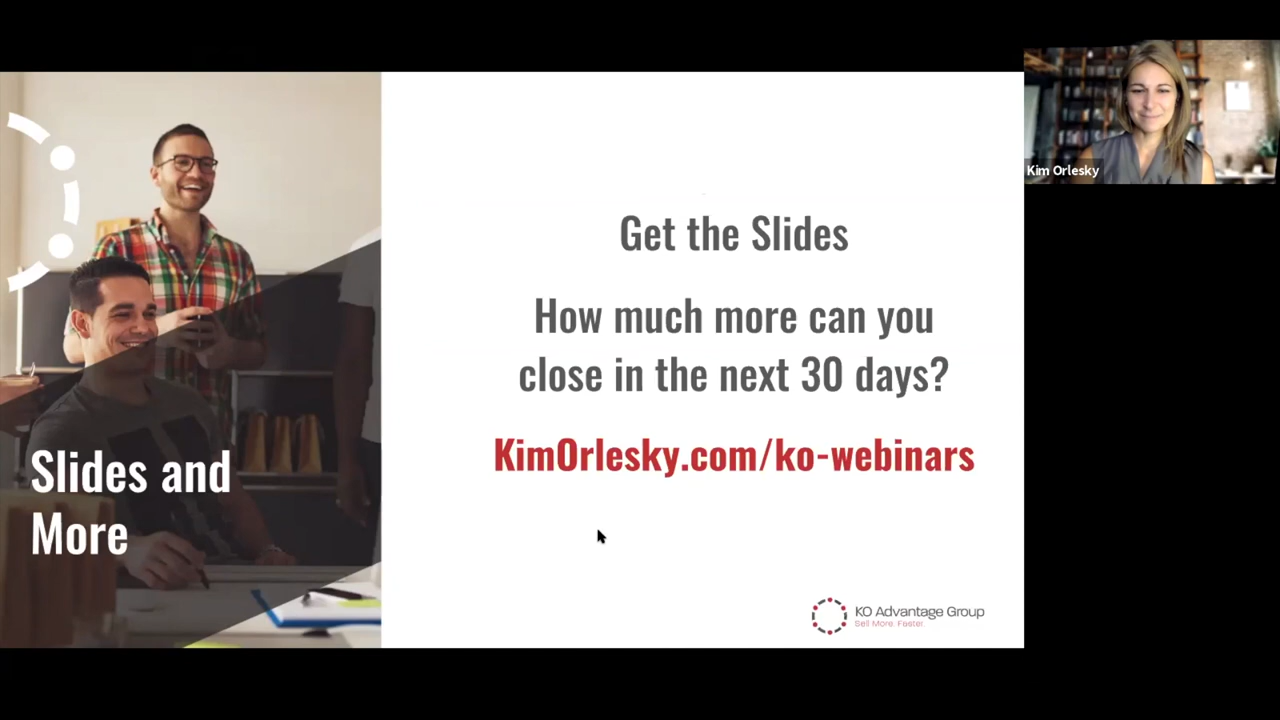 Kim Orlesky
Get the Slides
How much more can you
close in the next 30 days?
KimOrlesky.com/ko-webinars
Slides and
More
KO Advantage Group
Sell More. Faster.